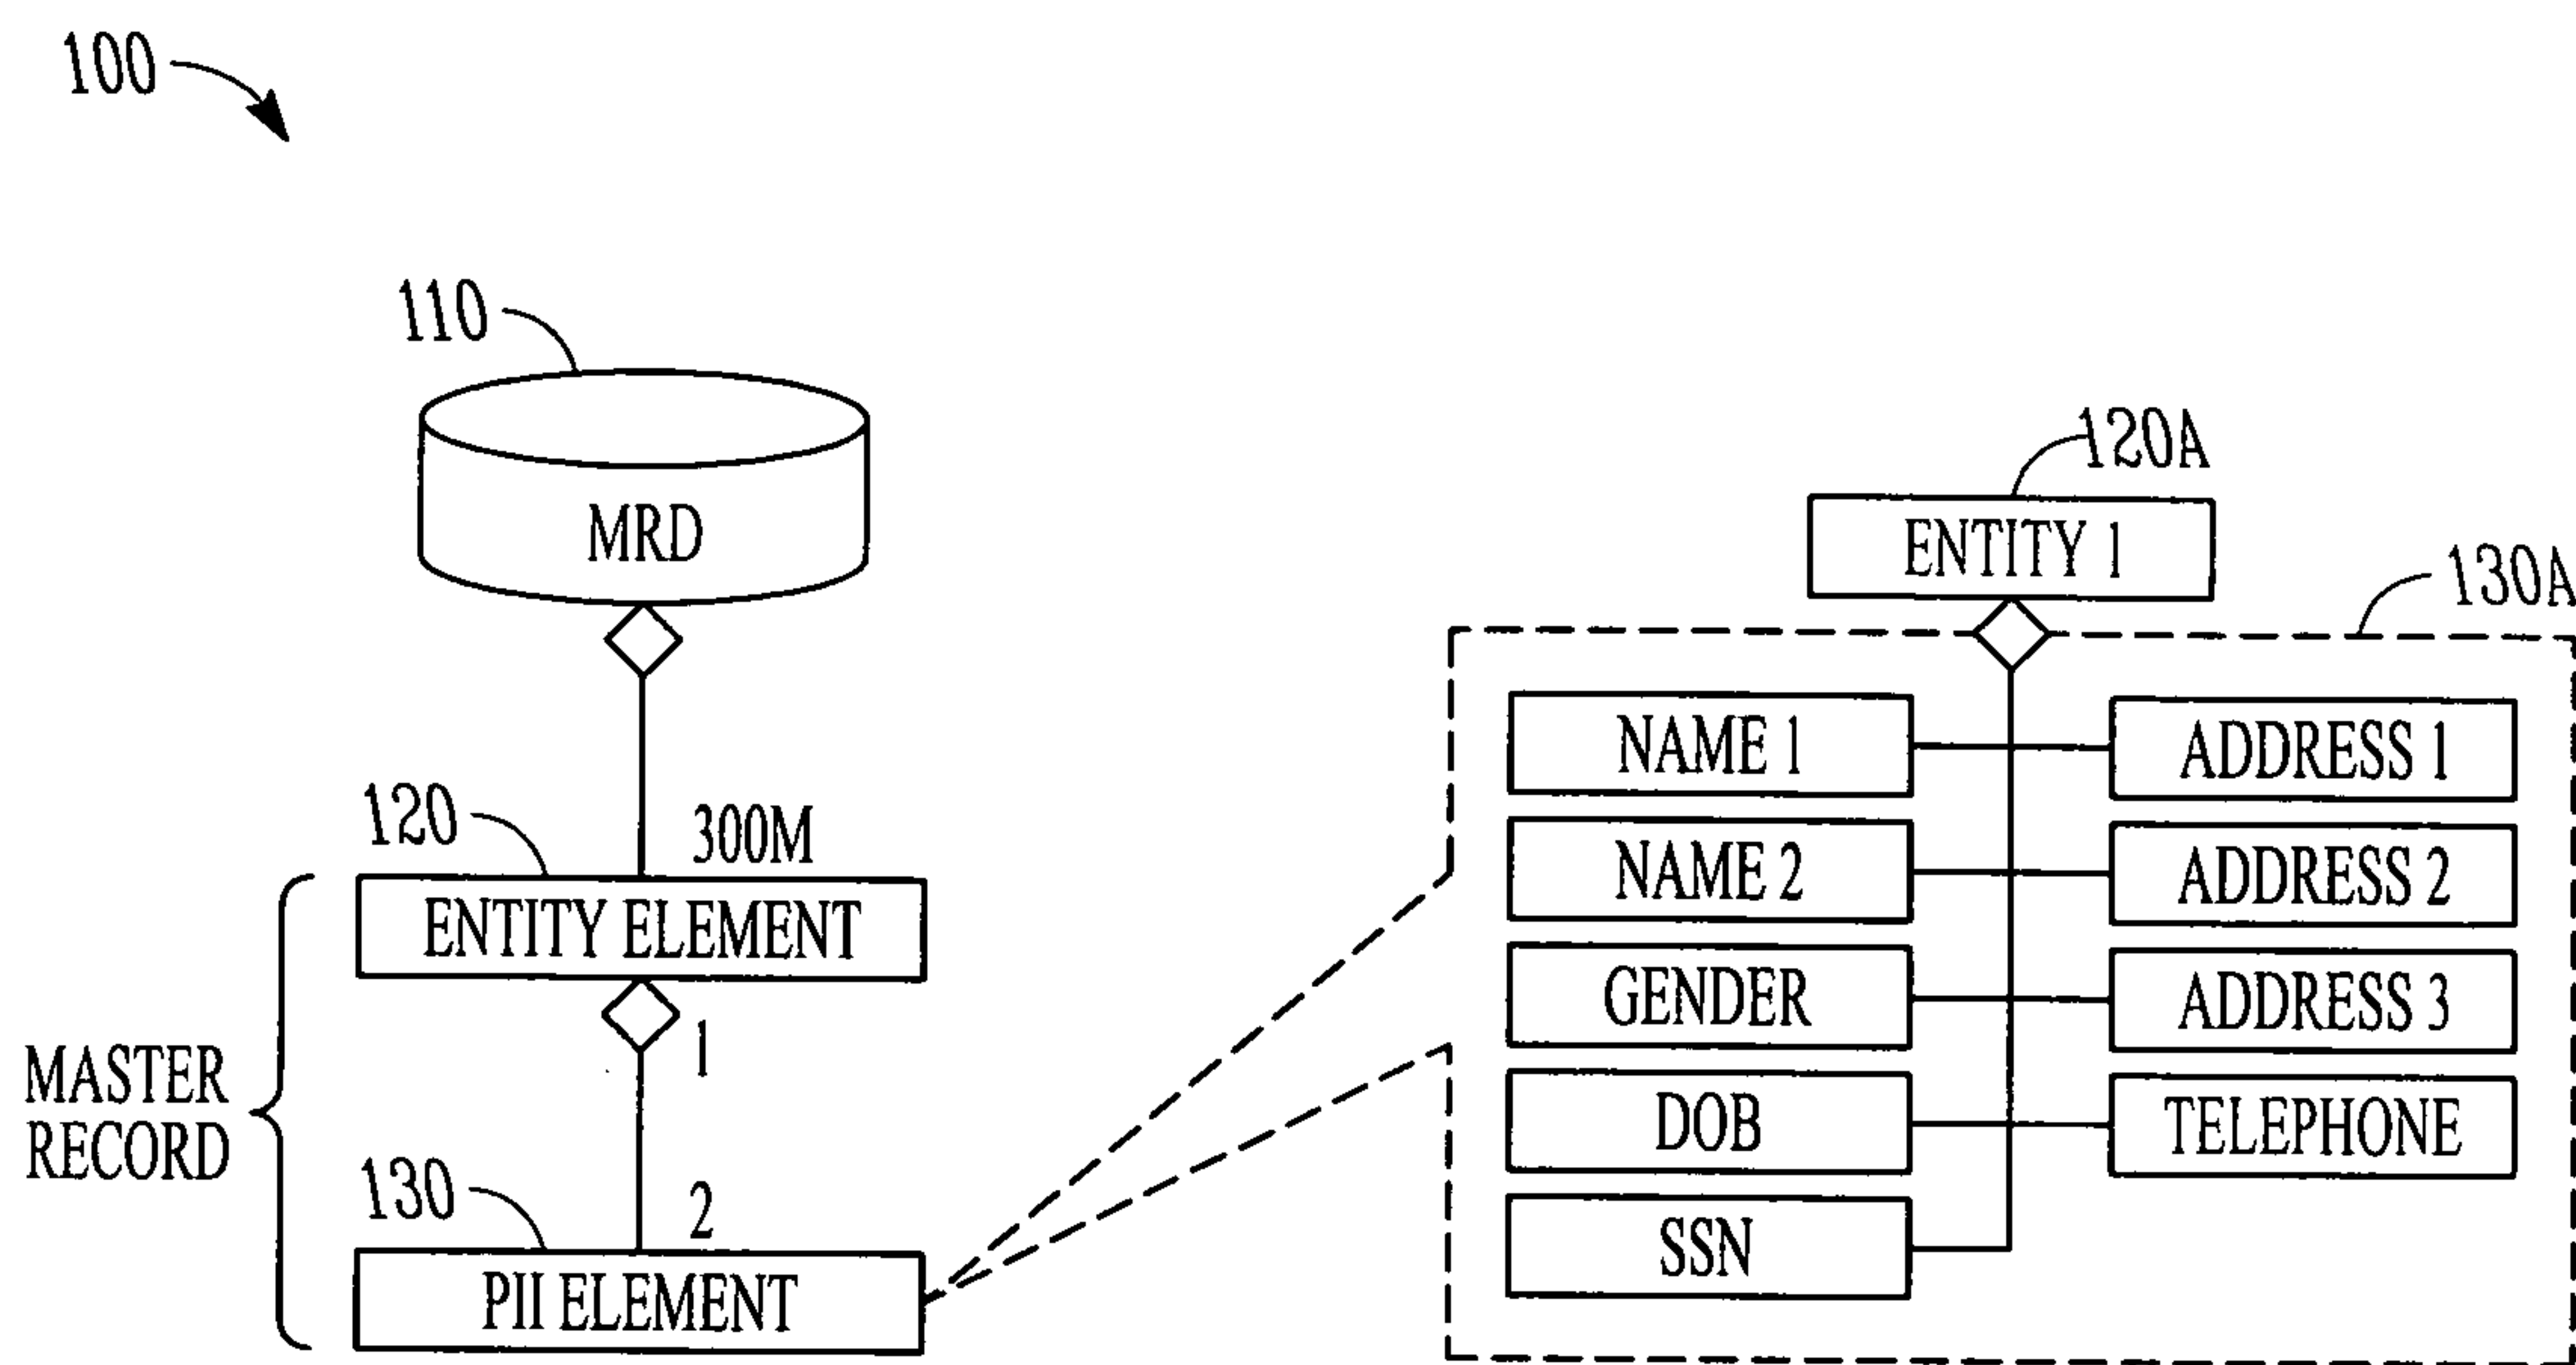 100
110
MRD
120
300M
ENTITY ELEMENT
1
MASTER
RECORD
130
2
PII ELEMENT
120A
ENTITY 1
130A
NAME 1
ADDRESS 1
NAME 2
ADDRESS 2
GENDER
ADDRESS 3
DOB
TELEPHONE
SSN